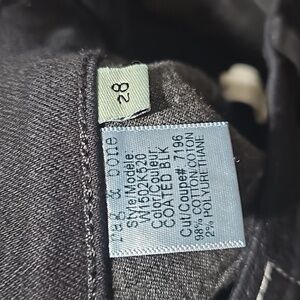 28
rag & bone
Style/Modele:
W1502K520
Color/Couleur:
COATED BLK
Cut/Coupe# 7196
98% COTTON/COTON
2% POLYURETHANE